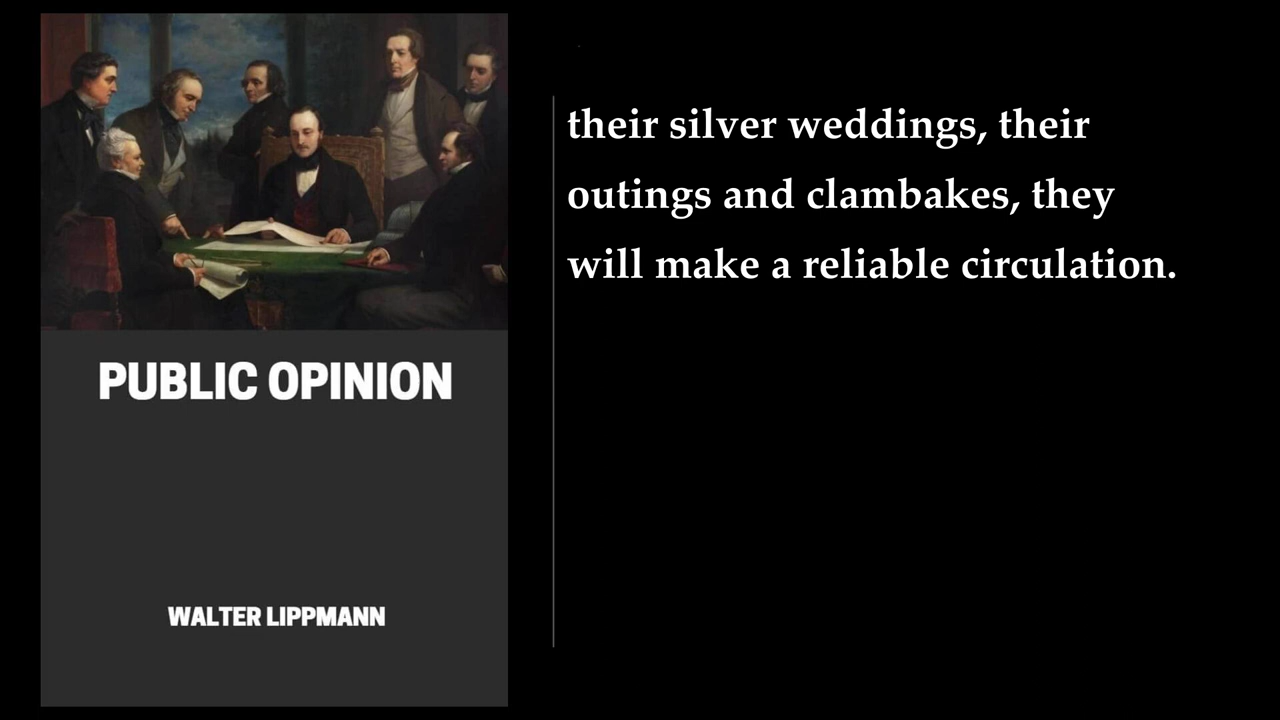 PUBLIC OPINION
WALTER LIPPMANN
their silver weddings, their
outings and clambakes, they
will make a reliable circulation.